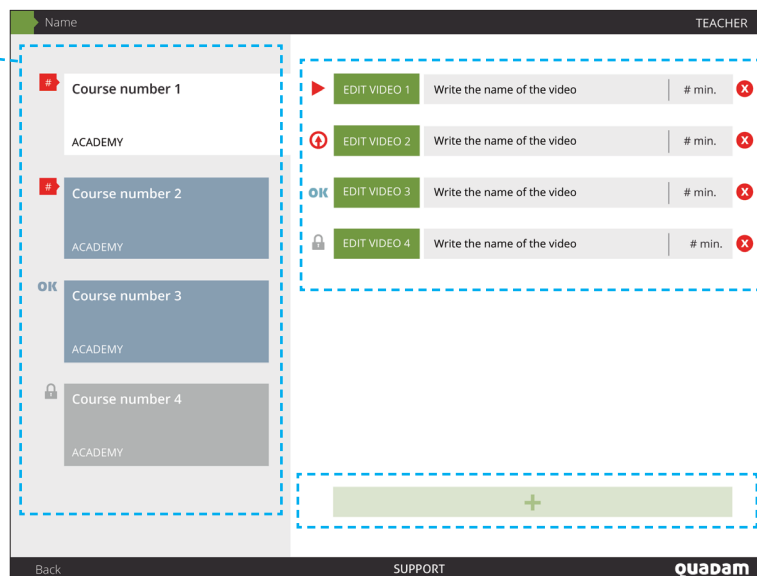 Name
TEACHER
#
Course number 1
ACADEMY
#
Course number 2
ACADEMY
OK
Course number 3
ACADEMY
Course number 4
ACADEMY
EDIT VIDEO 1 Write the name of the video # min. X
EDIT VIDEO 2 Write the name of the video # min. X
OK EDIT VIDEO 3 Write the name of the video # min. X
EDIT VIDEO 4 Write the name of the video # min. X
+
Back
SUPPORT
QUADAM